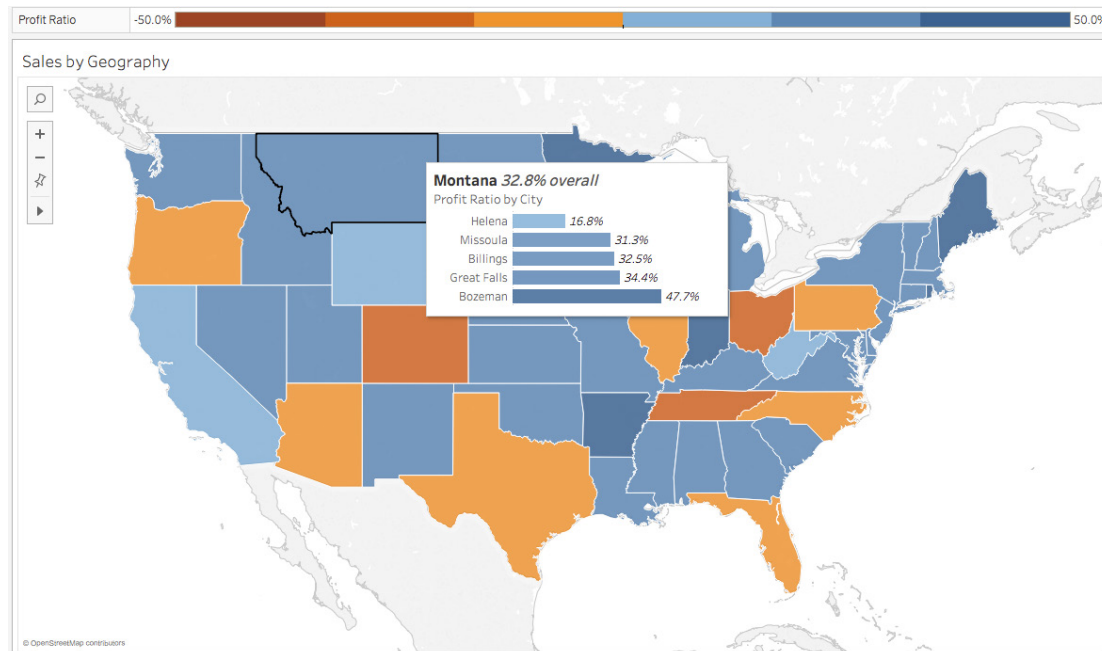 Profit Ratio -50.0% 50.0%
Sales by Geography
Montana 32.8% overall
Profit Ratio by City
Helena 16.8%
Missoula 31.3%
Billings 32.5%
Great Falls 34.4%
Bozeman 47.7%
© OpenStreetMap contributors